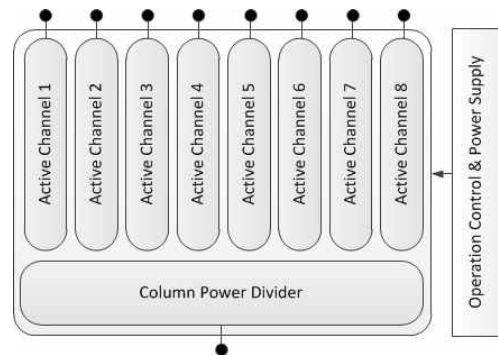 Active Channel 1
Active Channel 2
Active Channel 3
Active Channel 4
Active Channel 5
Active Channel 6
Active Channel 7
Active Channel 8
Operation Control & Power Supply
Column Power Divider